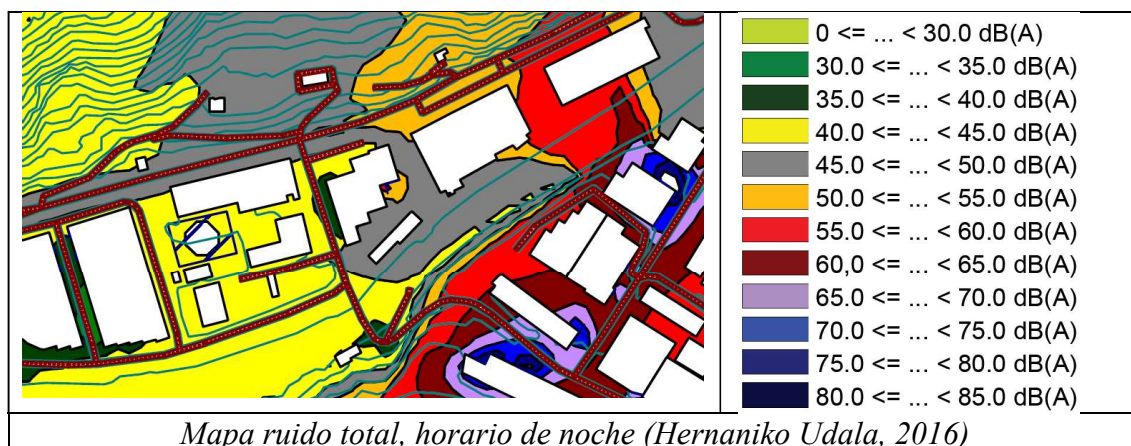 0 <= ... < 30.0 dB(A)
30.0 <= ... < 35.0 dB(A)
35.0 <= ... < 40.0 dB(A)
40.0 <= ... < 45.0 dB(A)
45.0 <= ... < 50.0 dB(A)
50.0 <= ... < 55.0 dB(A)
55.0 <= ... < 60.0 dB(A)
60,0 <= ... < 65.0 dB(A)
65.0 <= ... < 70.0 dB(A)
70.0 <= ... < 75.0 dB(A)
75.0 <= ... < 80.0 dB(A)
80.0 <= ... < 85.0 dB(A)
Mapa ruido total, horario de noche (Hernaniko Udala, 2016)